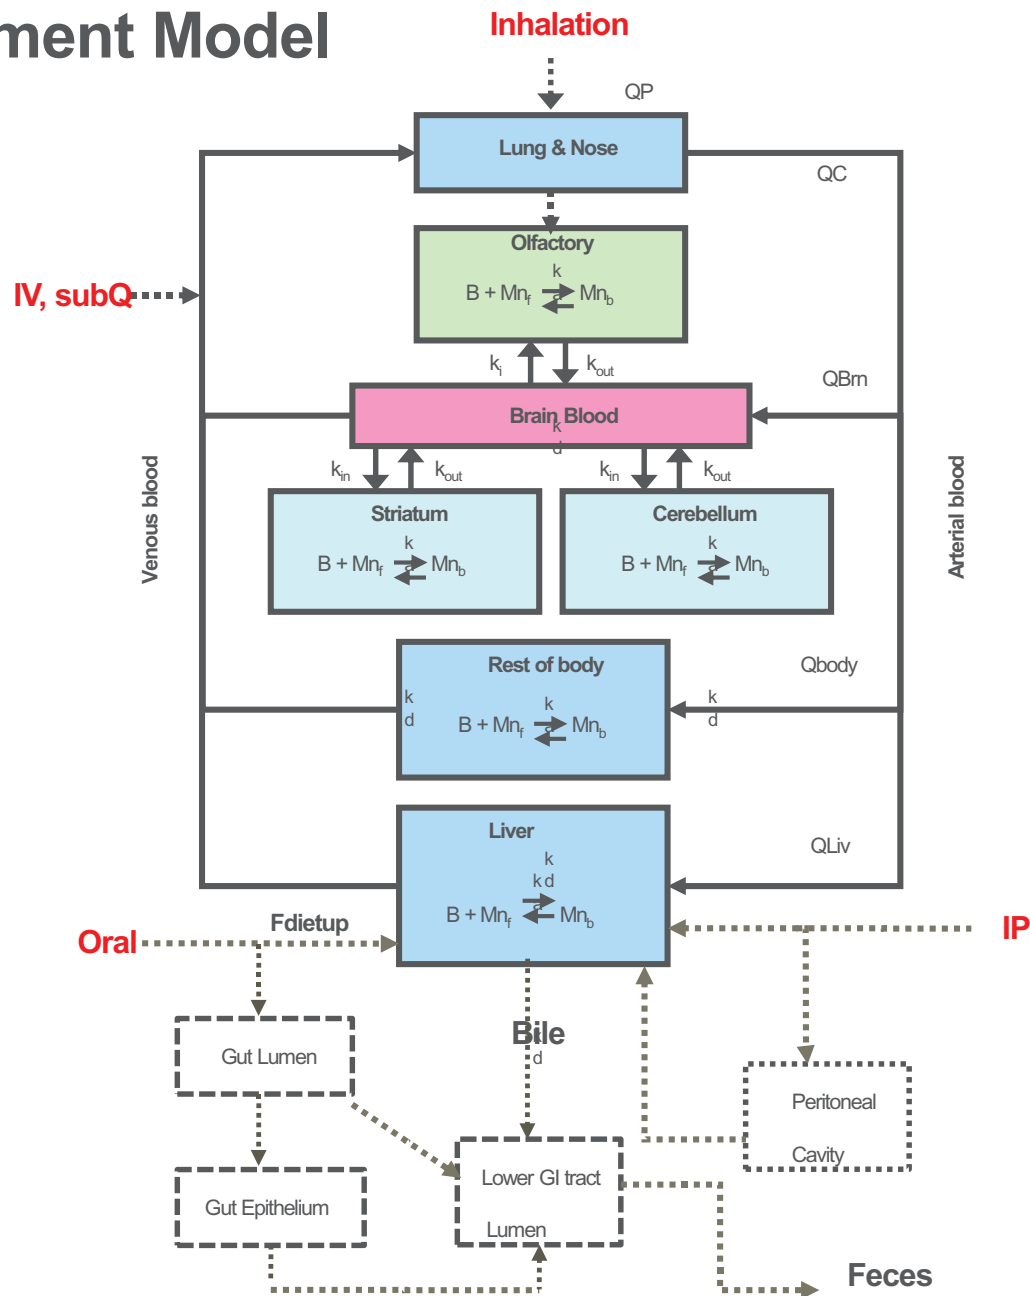 ment Model
Inhalation
QP
Lung & Nose
QC
Olfactory
k
B + Mnf a Mnb
IV, subQ
ki kout
QBrn
Brain Blood
k
d
kin kout kin kout
Venous blood
Arterial blood
Striatum
k
B + Mnf a Mnb
Cerebellum
k
B + Mnf a Mnb
Rest of body
Qbody
k
d
k
B + Mnf a Mnb
k
d
Liver
QLiv
k
k d
a
B + Mnf Mnb
Fdietup
Oral
IP
Bile
k
d
Gut Lumen
Peritoneal
Cavity
Lower GI tract
Lumen
Gut Epithelium
Feces